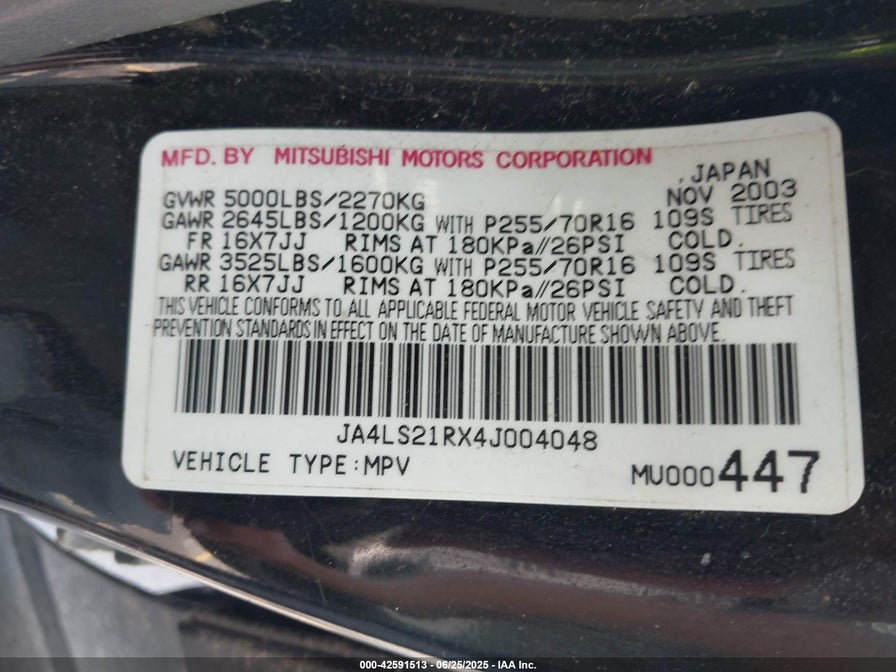 MFD. BY MITSUBISHI MOTORS CORPORATION
JAPAN
GVWR 5000LBS/2270KG NOV 2003
GAWR 2645LBS/1200KG WITH P255/70R16 109S TIRES
FR 16X7JJ RIMS AT 180KPa//26PSI COLD.
GAWR 3525LBS/1600KG WITH P255/70R16 109S TIRES
RR 16X7JJ RIMS AT 180KPa//26PSI COLD.
THIS VEHICLE CONFORMS TO ALL APPLICABLE FEDERAL MOTOR VEHICLE SAFETY AND THEFT
PREVENTION STANDARDS IN EFFECT ON THE DATE OF MANUFACTURE SHOWN ABOVE.
JA4LS21RX4J004048
VEHICLE TYPE:MPV MU000447
000-42591513 - 06/25/2025 - IAA Inc.